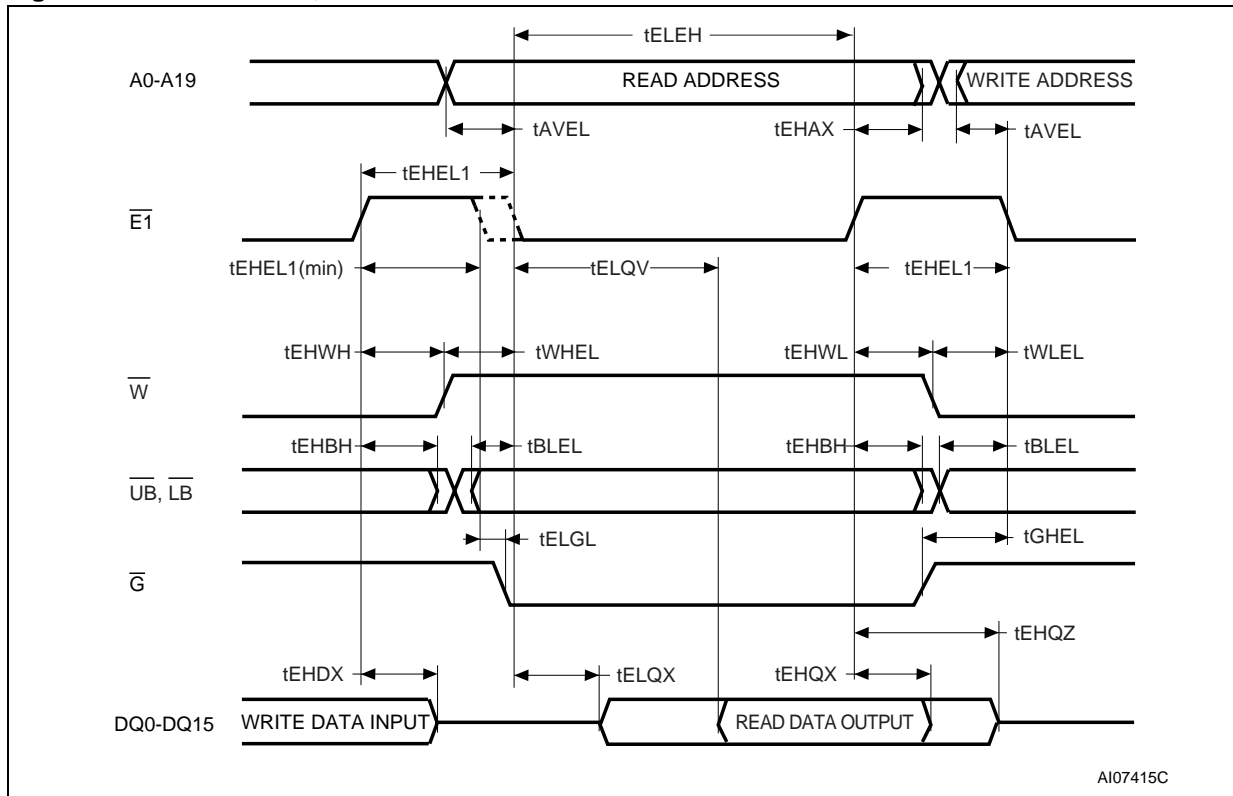 tELEH
A0-A19 READ ADDRESS WRITE ADDRESS
tAVEL tEHAX tAVEL
tEHEL1
E1
tEHEL1(min) tELQV tEHEL1
tEHWH tWHEL tEHWL tWLEL
W
tEHBH tBLEL tEHBH tBLEL
UB, LB
tELGL tGHEL
G
tEHQZ
tEHDX tELQX tEHQX
DQ0-DQ15 WRITE DATA INPUT READ DATA OUTPUT
AI07415C